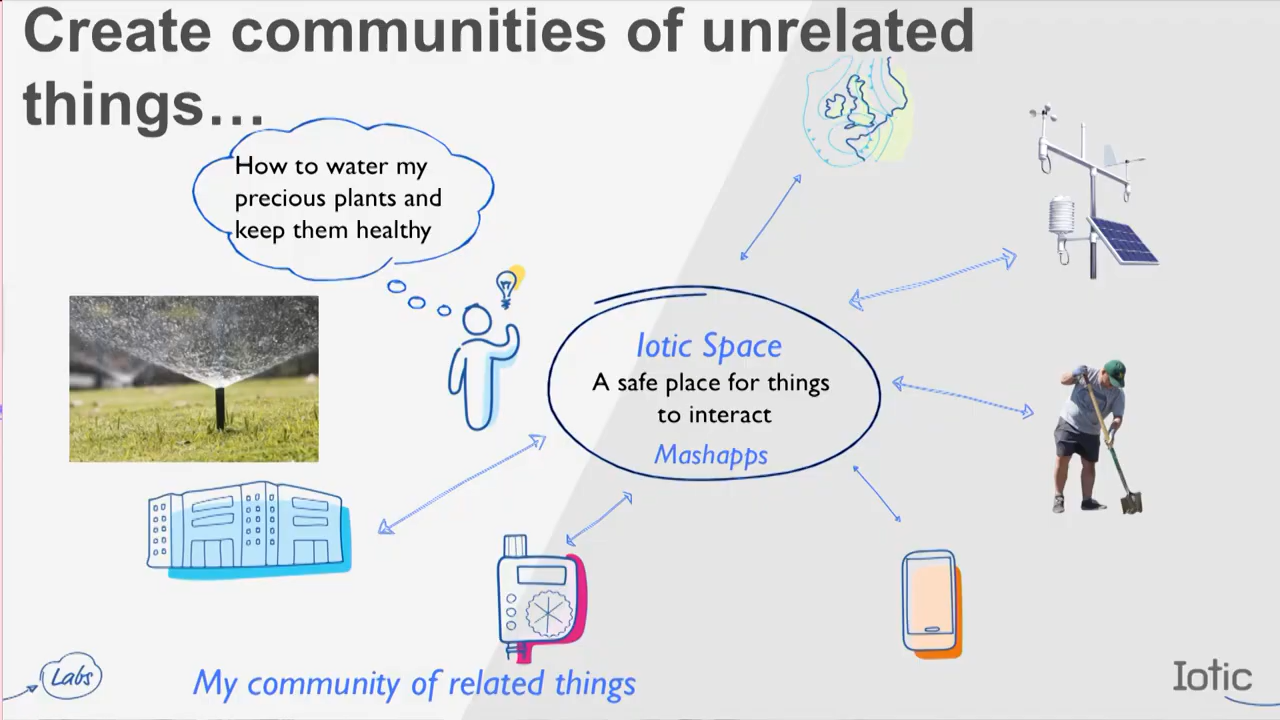 Create communities of unrelated
things…
How to water my
precious plants and
keep them healthy
Iotic Space
A safe place for things
to interact
Mashapps
My community of related things
Labs
Iotic